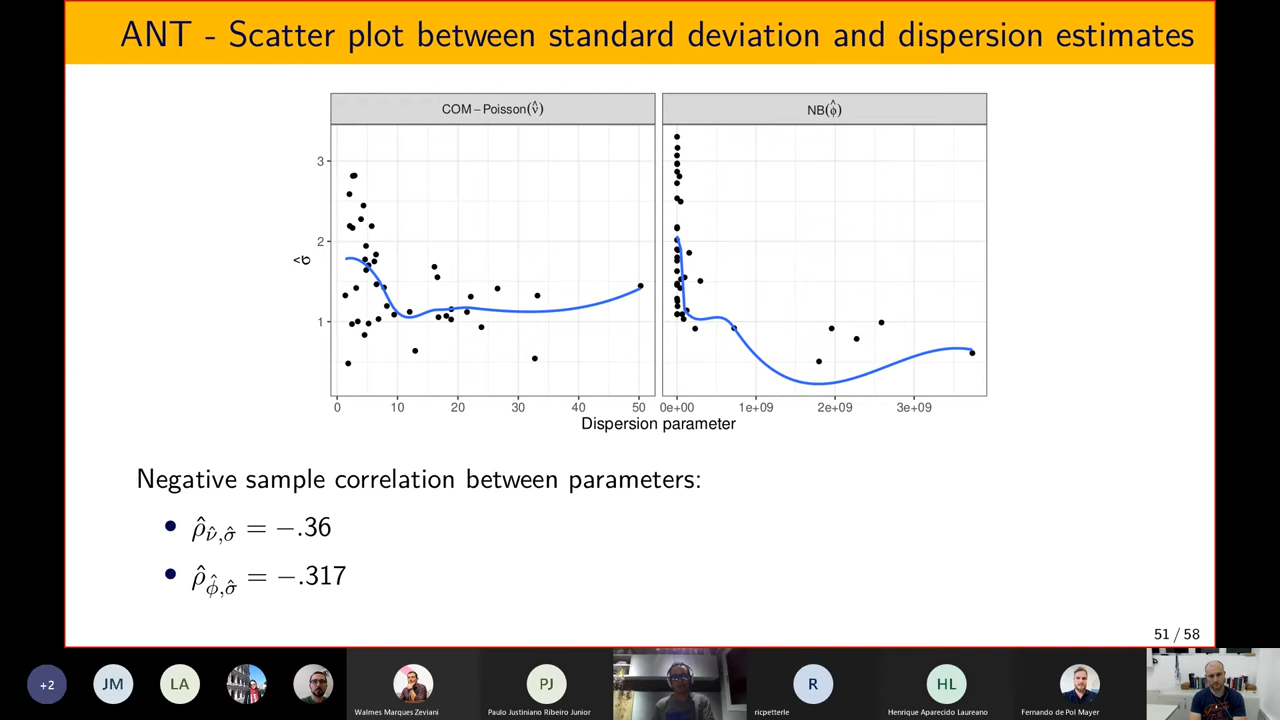 ANT - Scatter plot between standard deviation and dispersion estimates
COM−Poisson(ν̂)
NB(ϕ̂)
3
2
1
σ̂
0 10 20 30 40 50
0e+00 1e+09 2e+09 3e+09
Dispersion parameter
Negative sample correlation between parameters:
• ρ̂ν̂,σ̂ = −.36
• ρ̂ϕ̂,σ̂ = −.317
51 / 58
+2
JM
LA
Walmes Marques Zeviani
PJ
Paulo Justiniano Ribeiro Junior
R
ricpetterle
HL
Henrique Aparecido Laureano
Fernando de Pol Mayer